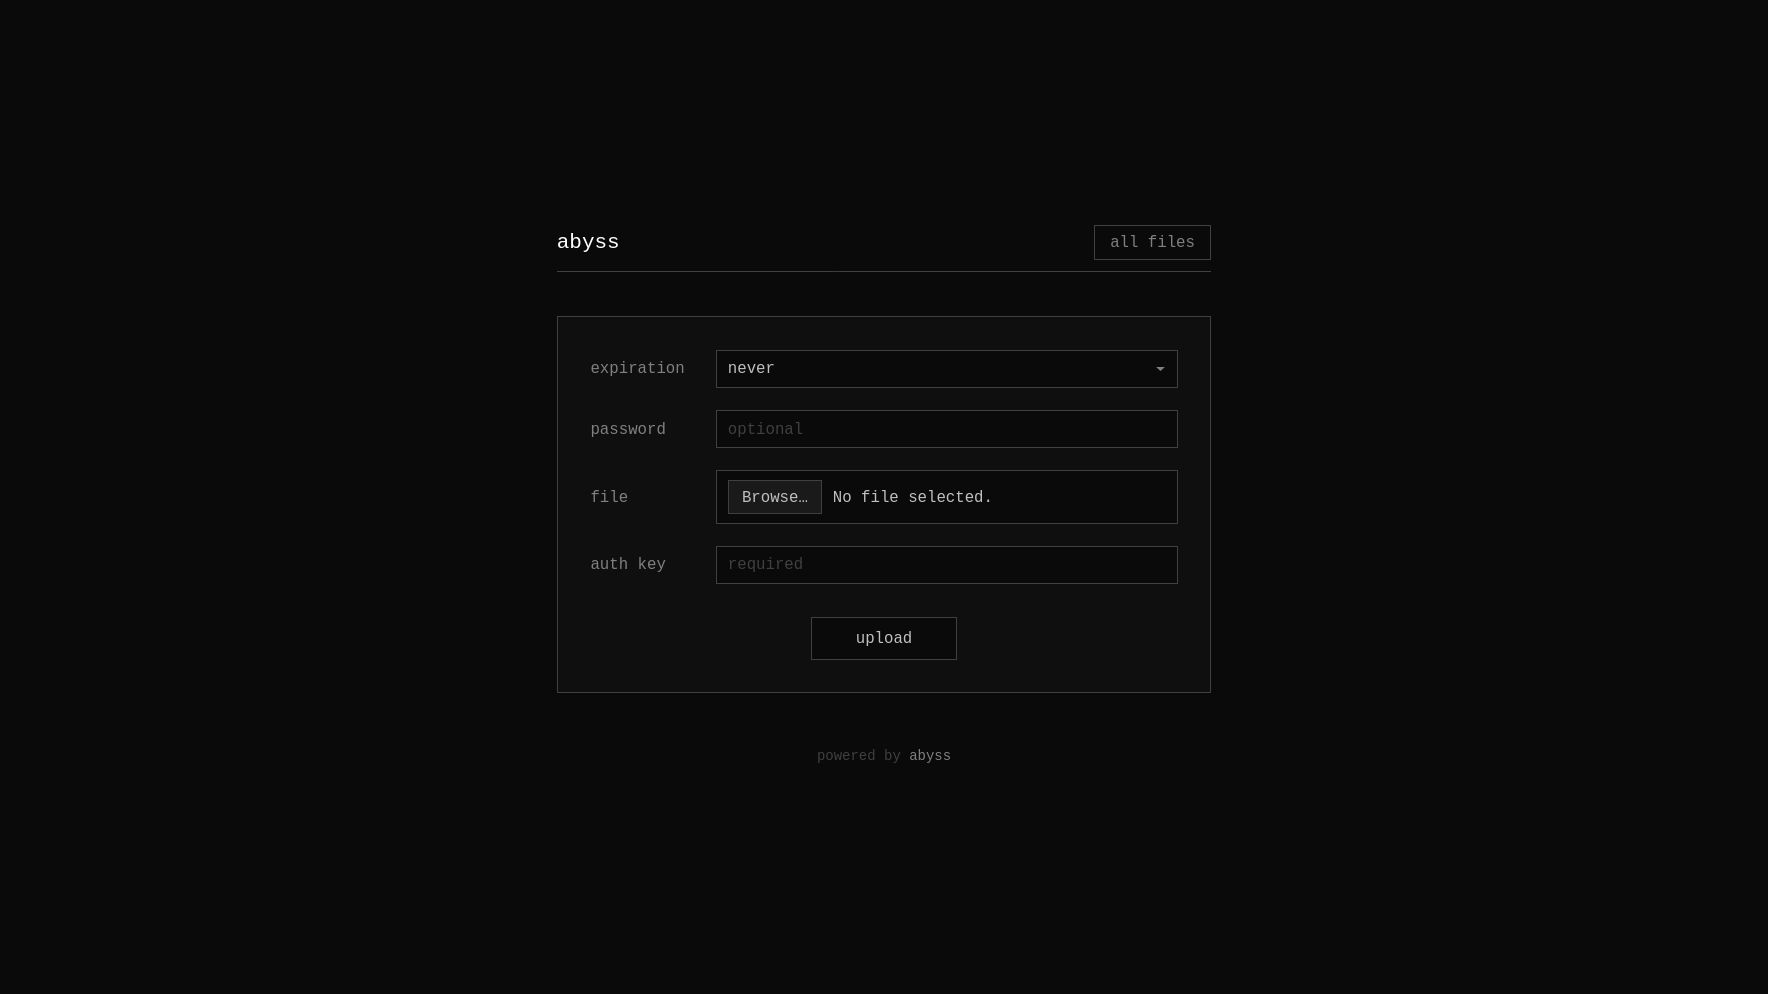 abyss
all files
expiration
never
password
optional
file
Browse… No file selected.
auth key
required
upload
powered by abyss